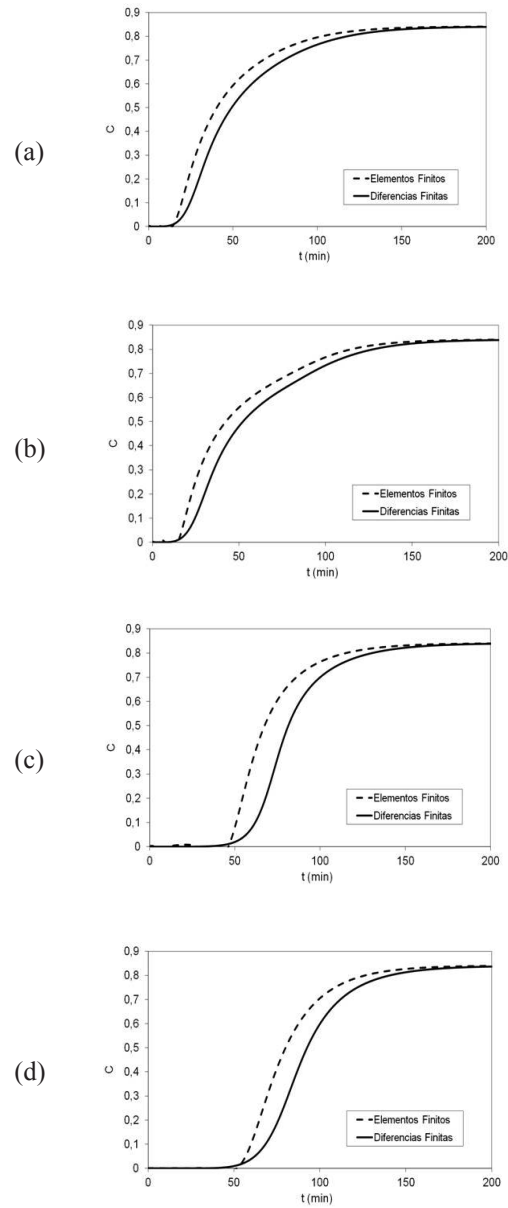 (a)
0,9
0,8
0,7
0,6
0,5
0,4
0,3
0,2
0,1
0
C
Elementos Finitos
Diferencias Finitas
0 50 100 150 200
t (min)
(b)
0,9
0,8
0,7
0,6
0,5
0,4
0,3
0,2
0,1
0
C
Elementos Finitos
Diferencias Finitas
0 50 100 150 200
t (min)
(c)
0,9
0,8
0,7
0,6
0,5
0,4
0,3
0,2
0,1
0
C
Elementos Finitos
Diferencias Finitas
0 50 100 150 200
t (min)
(d)
0,9
0,8
0,7
0,6
0,5
0,4
0,3
0,2
0,1
0
C
Elementos Finitos
Diferencias Finitas
0 50 100 150 200
t (min)